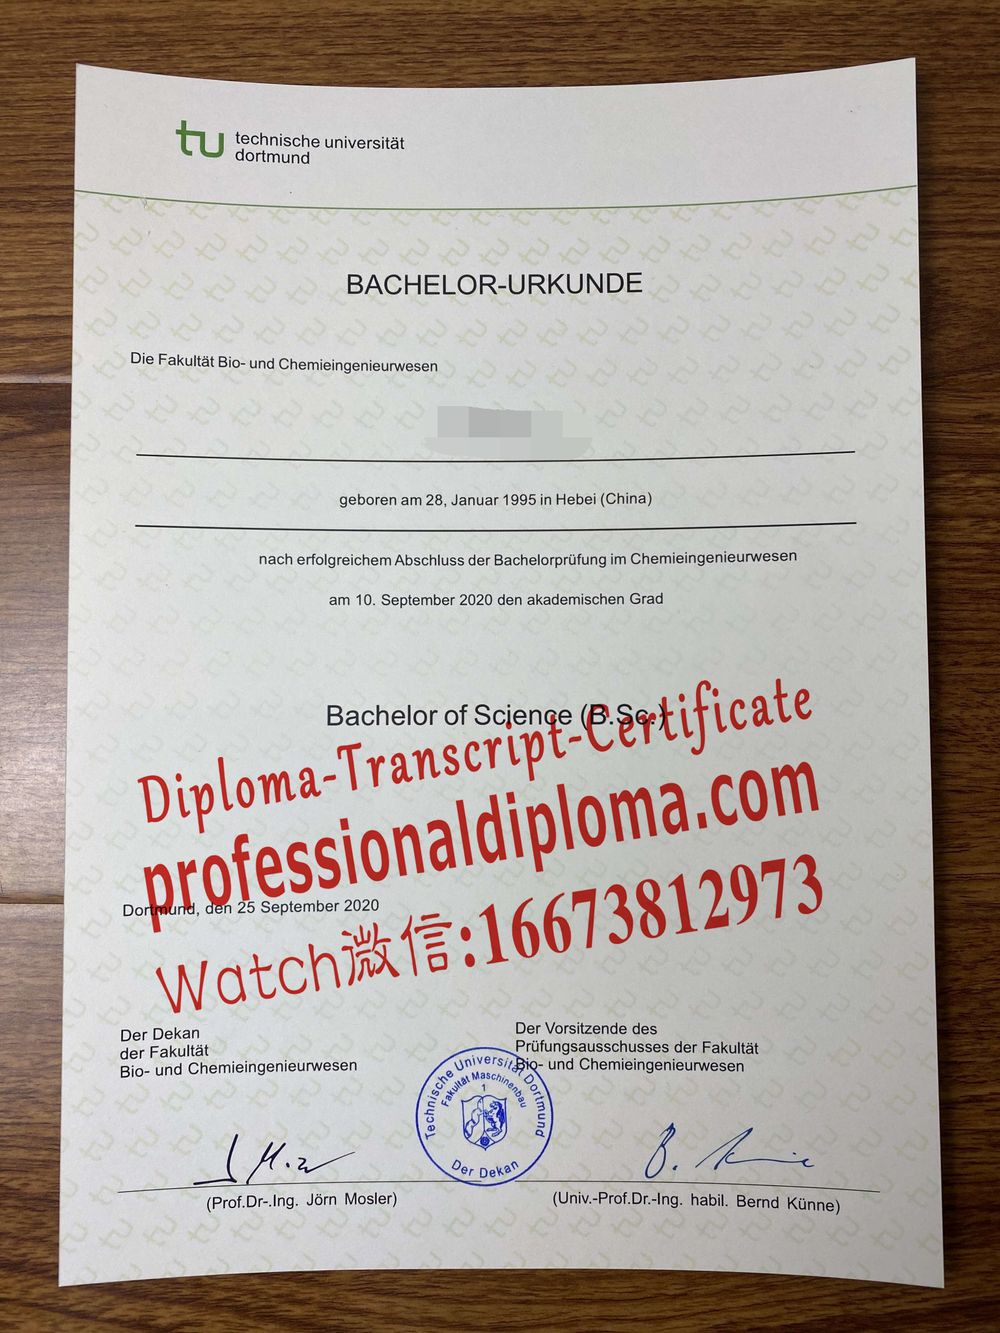 technische universität
dortmund
BACHELOR-URKUNDE
Die Fakultät Bio- und Chemieingenieurwesen
geboren am 28, Januar 1995 in Hebei (China)
nach erfolgreichem Abschluss der Bachelorprüfung im Chemieingenieurwesen
am 10. September 2020 den akademischen Grad
Bachelor of Science (B.Sc.)
Diploma-Transcript-Certificate
professionaldiploma.com
Dortmund, den 25 September 2020
Watch微信:16673812973
Der Dekan
der Fakultät
Bio- und Chemieingenieurwesen
Der Vorsitzende des
Prüfungsausschusses der Fakultät
Bio- und Chemieingenieurwesen
Technische Universität Dortmund
Fakultät Maschinenbau
1
Der Dekan
(Prof.Dr-.Ing. Jörn Mosler)
(Univ.-Prof.Dr.-Ing. habil. Bernd Künne)